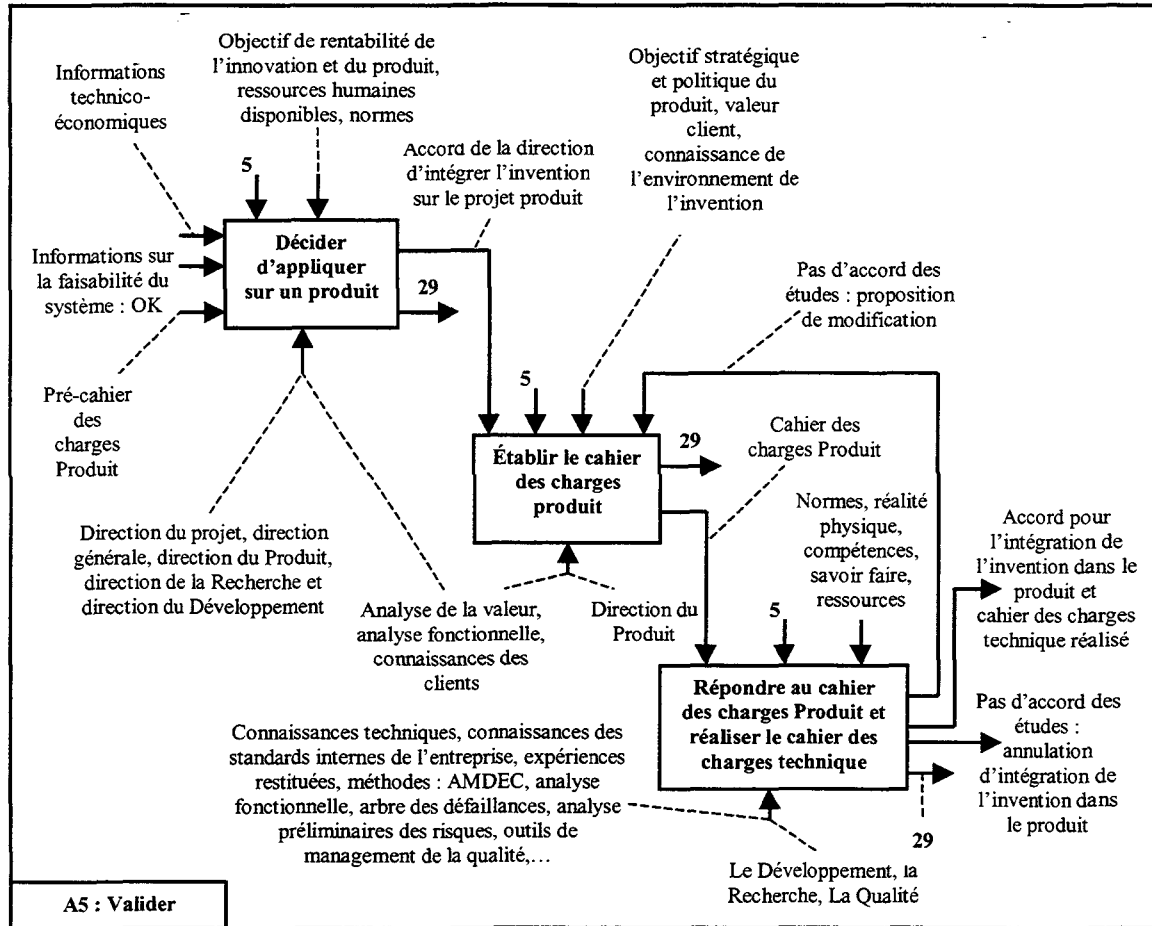 Objectif de rentabilité de
l'innovation et du produit,
ressources humaines
disponibles, normes
Informations
technico-
économiques
Objectif stratégique
et politique du
produit, valeur
client,
connaissance de
l'environnement de
l'invention
Accord de la direction
d'intégrer l'invention
sur le projet produit
5
Décider
d'appliquer
sur un produit
Informations sur
la faisabilité du
système : OK
29
Pas d'accord des
études : proposition
de modification
Pré-cahier
des
charges
Produit
5
Établir le cahier
des charges
produit
29
Cahier des
charges Produit
Normes, réalité
physique,
compétences,
savoir faire,
ressources
Accord pour
l'intégration de
l'invention dans le
produit et
cahier des charges
technique réalisé
Direction du projet, direction
générale, direction du Produit,
direction de la Recherche et
direction du Développement
Analyse de la valeur,
analyse fonctionnelle,
connaissances des
clients
Direction du
Produit
5
Répondre au cahier
des charges Produit et
réaliser le cahier des
charges technique
Pas d'accord des
études :
annulation
d'intégration de
l'invention dans
le produit
Connaissances techniques, connaissances des
standards internes de l'entreprise, expériences
restituées, méthodes : AMDEC, analyse
fonctionnelle, arbre des défaillances, analyse
préliminaires des risques, outils de
management de la qualité,...
29
Le Développement, la
Recherche, La Qualité
A5 : Valider